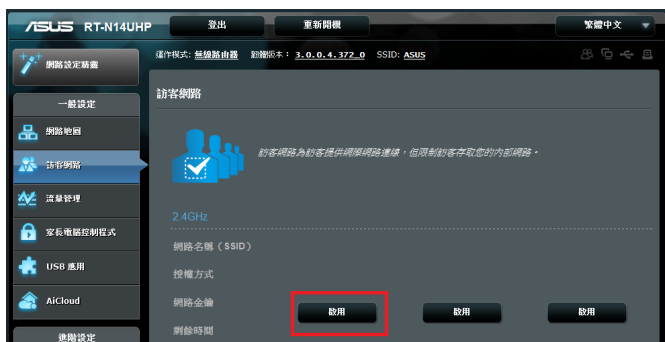 ASUS RT-N14UHP 登出 重新開機 繁體中文
運作模式: 無線路由器 韌體版本: 3.0.0.4.372_0 SSID: ASUS
網路設定精靈
一般設定
網路地圖
訪客網路
流量管理
家長電腦控制程式
USB 應用
AiCloud
進階設定
訪客網路
訪客網路為訪客提供網際網路連線,但限制訪客存取您的內部網路。
2.4GHz
網路名稱(SSID)
授權方式
網路金鑰
剩餘時間
啟用 啟用 啟用